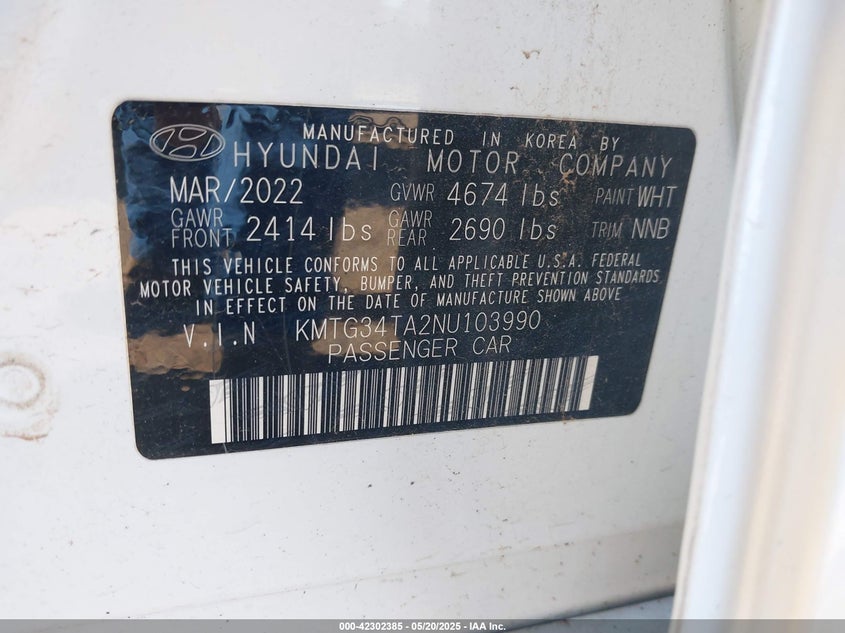 MANUFACTURED IN KOREA BY
HYUNDAI MOTOR COMPANY
MAR/2022 GVWR 4674 lbs PAINT WHT
GAWR FRONT 2414 lbs GAWR REAR 2690 lbs TRIM NNB
THIS VEHICLE CONFORMS TO ALL APPLICABLE U.S.A. FEDERAL
MOTOR VEHICLE SAFETY, BUMPER, AND THEFT PREVENTION STANDARDS
IN EFFECT ON THE DATE OF MANUFACTURE SHOWN ABOVE
V.I.N KMTG34TA2NU103990
PASSENGER CAR
000-42302385 - 05/20/2025 - IAA Inc.